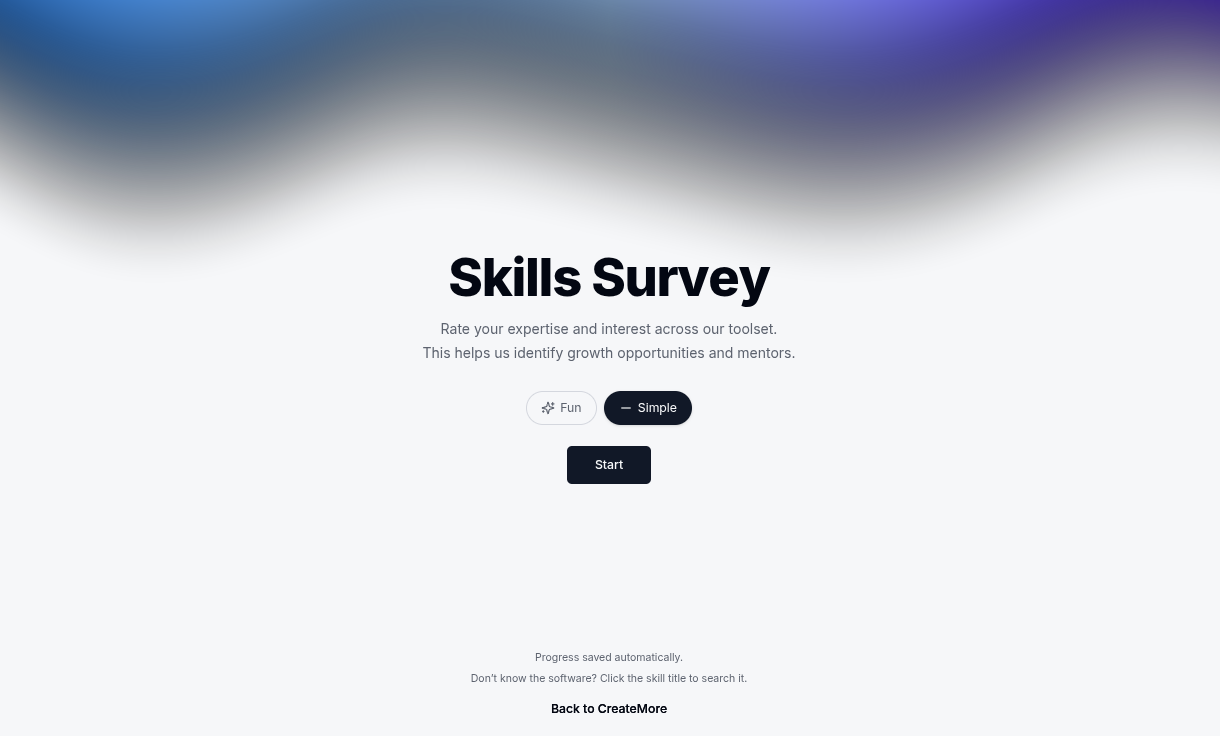 Skills Survey
Rate your expertise and interest across our toolset.
This helps us identify growth opportunities and mentors.
Fun
Simple
Start
Progress saved automatically.
Don't know the software? Click the skill title to search it.
Back to CreateMore